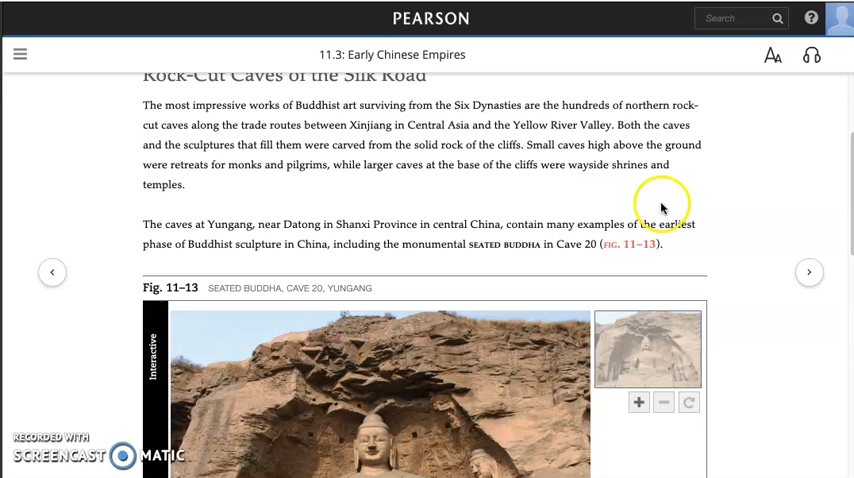 PEARSON
Search
?
11.3: Early Chinese Empires
AA
Rock-Cut Caves of the Silk Road
The most impressive works of Buddhist art surviving from the Six Dynasties are the hundreds of northern rock-
cut caves along the trade routes between Xinjiang in Central Asia and the Yellow River Valley. Both the caves
and the sculptures that fill them were carved from the solid rock of the cliffs. Small caves high above the ground
were retreats for monks and pilgrims, while larger caves at the base of the cliffs were wayside shrines and
temples.
The caves at Yungang, near Datong in Shanxi Province in central China, contain many examples of the earliest
phase of Buddhist sculpture in China, including the monumental SEATED BUDDHA in Cave 20 (FIG. 11–13).
Fig. 11–13 SEATED BUDDHA, CAVE 20, YUNGANG
Interactive
RECORDED WITH
SCREENCAST MATIC